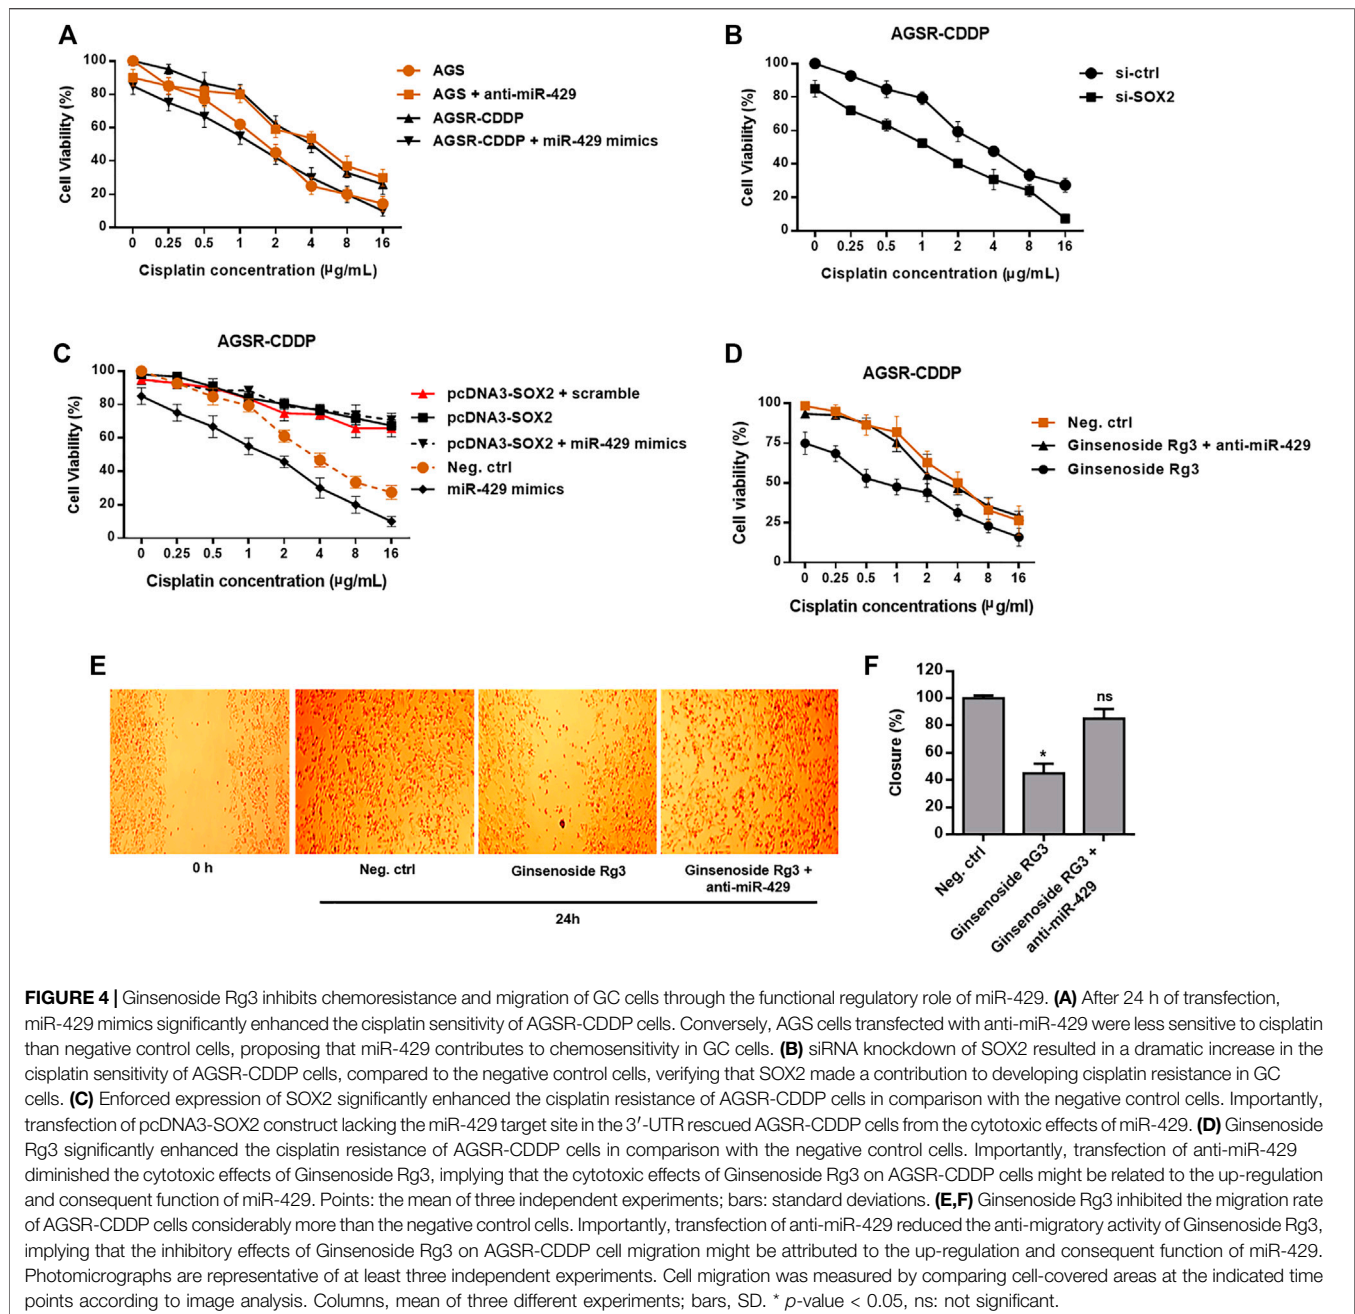 A
100
80
60
40
20
0
Cell Viability (%)
0 0.25 0.5 1 2 4 8 16
Cisplatin concentration (µg/mL)
AGS
AGS + anti-miR-429
AGSR-CDDP
AGSR-CDDP + miR-429 mimics
B
AGSR-CDDP
100
80
60
40
20
0
Cell Viability (%)
0 0.25 0.5 1 2 4 8 16
Cisplatin concentration (µg/mL)
si-ctrl
si-SOX2
C
AGSR-CDDP
100
80
60
40
20
0
Cell Viability (%)
0 0.25 0.5 1 2 4 8 16
Cisplatin concentration (µg/mL)
pcDNA3-SOX2 + scramble
pcDNA3-SOX2
pcDNA3-SOX2 + miR-429 mimics
Neg. ctrl
miR-429 mimics
D
AGSR-CDDP
100
75
50
25
0
Cell viability (%)
0 0.25 0.5 1 2 4 8 16
Cisplatin concentrations (µg/ml)
Neg. ctrl
Ginsenoside Rg3 + anti-miR-429
Ginsenoside Rg3
E
0 h
Neg. ctrl
Ginsenoside Rg3
Ginsenoside Rg3 +
anti-miR-429
24h
F
120
100
80
60
40
20
0
Closure (%)
*
ns
Neg. ctrl
Ginsenoside RG3
Ginsenoside RG3 +
anti-miR-429
FIGURE 4 | Ginsenoside Rg3 inhibits chemoresistance and migration of GC cells through the functional regulatory role of miR-429. (A) After 24 h of transfection,
miR-429 mimics significantly enhanced the cisplatin sensitivity of AGSR-CDDP cells. Conversely, AGS cells transfected with anti-miR-429 were less sensitive to cisplatin
than negative control cells, proposing that miR-429 contributes to chemosensitivity in GC cells. (B) siRNA knockdown of SOX2 resulted in a dramatic increase in the
cisplatin sensitivity of AGSR-CDDP cells, compared to the negative control cells, verifying that SOX2 made a contribution to developing cisplatin resistance in GC
cells. (C) Enforced expression of SOX2 significantly enhanced the cisplatin resistance of AGSR-CDDP cells in comparison with the negative control cells. Importantly,
transfection of pcDNA3-SOX2 construct lacking the miR-429 target site in the 3′-UTR rescued AGSR-CDDP cells from the cytotoxic effects of miR-429. (D) Ginsenoside
Rg3 significantly enhanced the cisplatin resistance of AGSR-CDDP cells in comparison with the negative control cells. Importantly, transfection of anti-miR-429
diminished the cytotoxic effects of Ginsenoside Rg3, implying that the cytotoxic effects of Ginsenoside Rg3 on AGSR-CDDP cells might be related to the up-regulation
and consequent function of miR-429. Points: the mean of three independent experiments; bars: standard deviations. (E,F) Ginsenoside Rg3 inhibited the migration rate
of AGSR-CDDP cells considerably more than the negative control cells. Importantly, transfection of anti-miR-429 reduced the anti-migratory activity of Ginsenoside Rg3,
implying that the inhibitory effects of Ginsenoside Rg3 on AGSR-CDDP cell migration might be attributed to the up-regulation and consequent function of miR-429.
Photomicrographs are representative of at least three independent experiments. Cell migration was measured by comparing cell-covered areas at the indicated time
points according to image analysis. Columns, mean of three different experiments; bars, SD. * p-value < 0.05, ns: not significant.